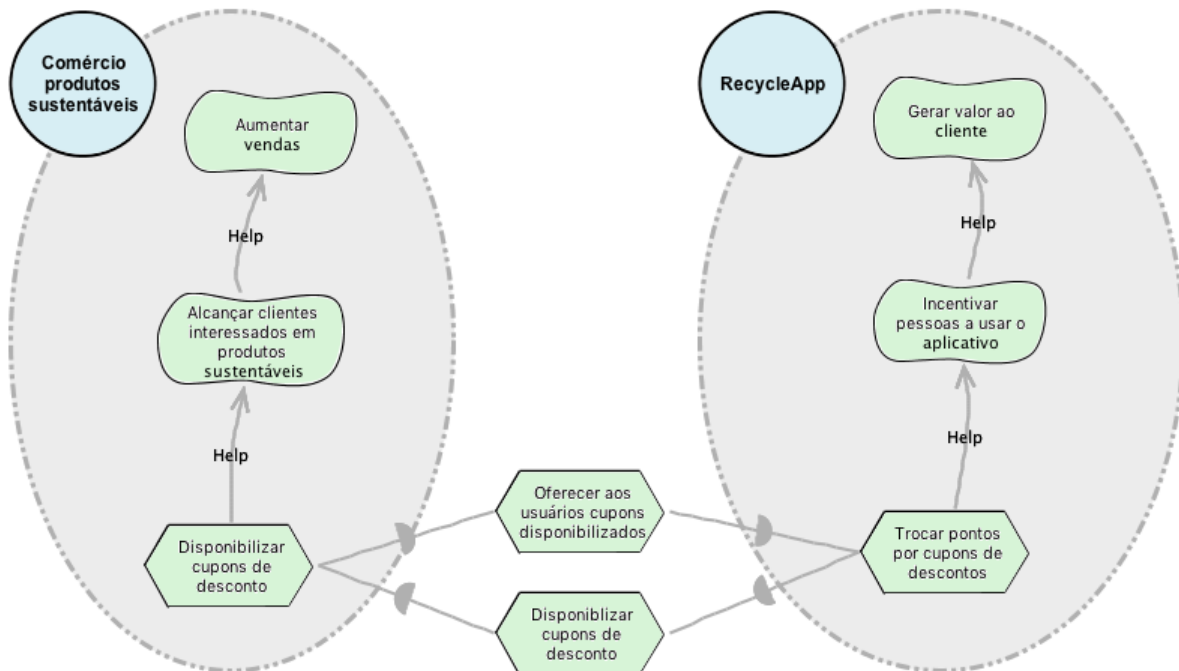 Comércio
produtos
sustentáveis
Aumentar
vendas
Help
Alcançar clientes
interessados em
produtos
sustentáveis
Help
Disponibilizar
cupons de
desconto
Oferecer aos
usuários cupons
disponibilizados
Disponiblizar
cupons de
desconto
RecycleApp
Gerar valor ao
cliente
Help
Incentivar
pessoas a usar o
aplicativo
Help
Trocar pontos
por cupons de
descontos